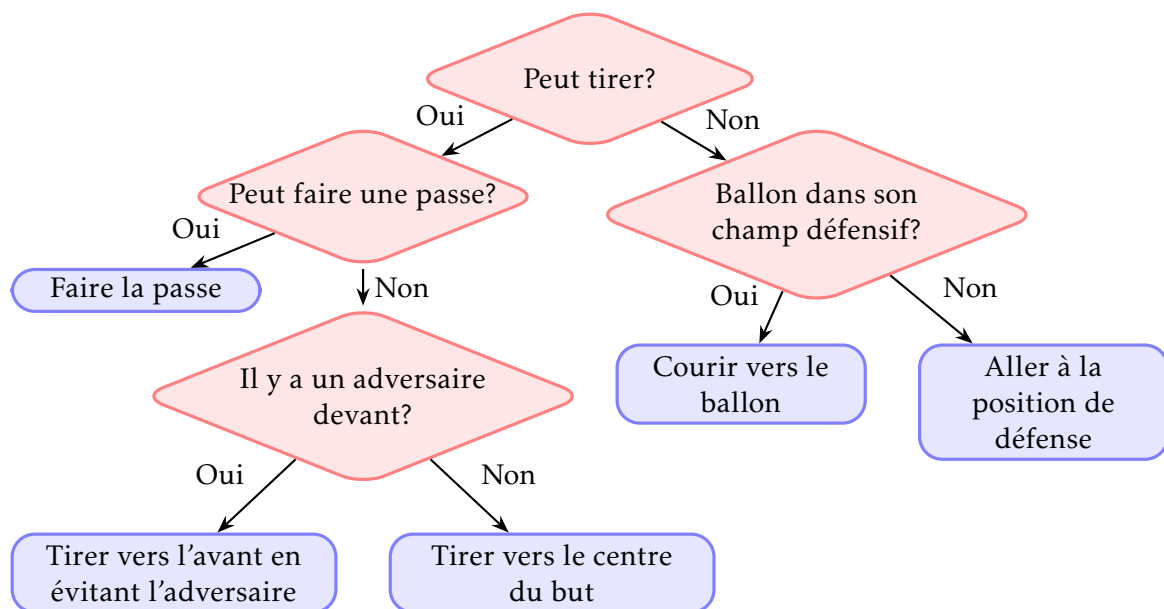 Peut tirer?
Oui
Non
Peut faire une passe?
Ballon dans son
champ défensif?
Oui
Faire la passe
Non
Oui
Non
Il y a un adversaire
devant?
Courir vers le
ballon
Aller à la
position de
défense
Oui
Non
Tirer vers l'avant en
évitant l'adversaire
Tirer vers le centre
du but